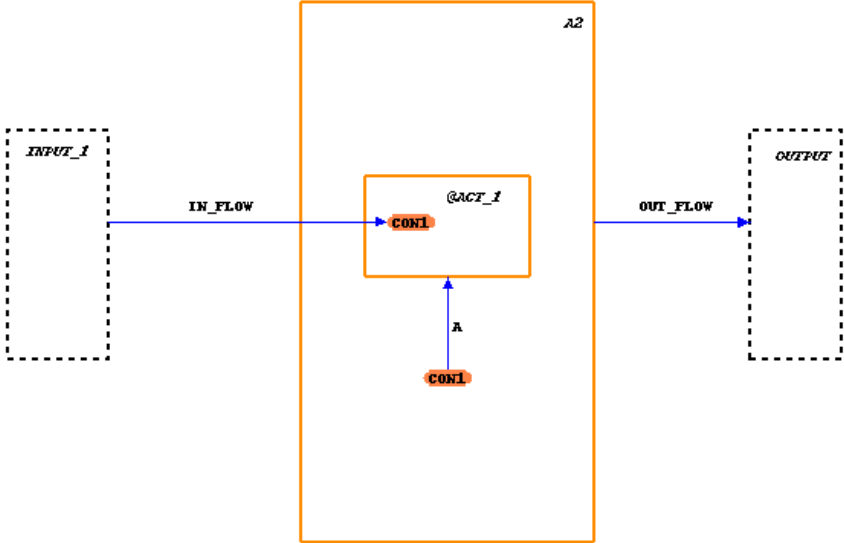 A2
INPUT_1
OUTPUT
@ACT_1
IN_FLOW
OUT_FLOW
CON1
A
CON1